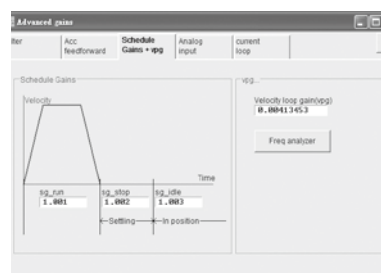 Advanced gains
lter
Acc feedforward
Schedule Gains + vpg
Analog input
current loop
Schedule Gains
Velocity
Time
sg_run
sg_stop
sg_idle
1.001
1.002
1.003
Settling
In position
vpg...
Velocity loop gain(vpg)
0.00413453
Freq analyzer